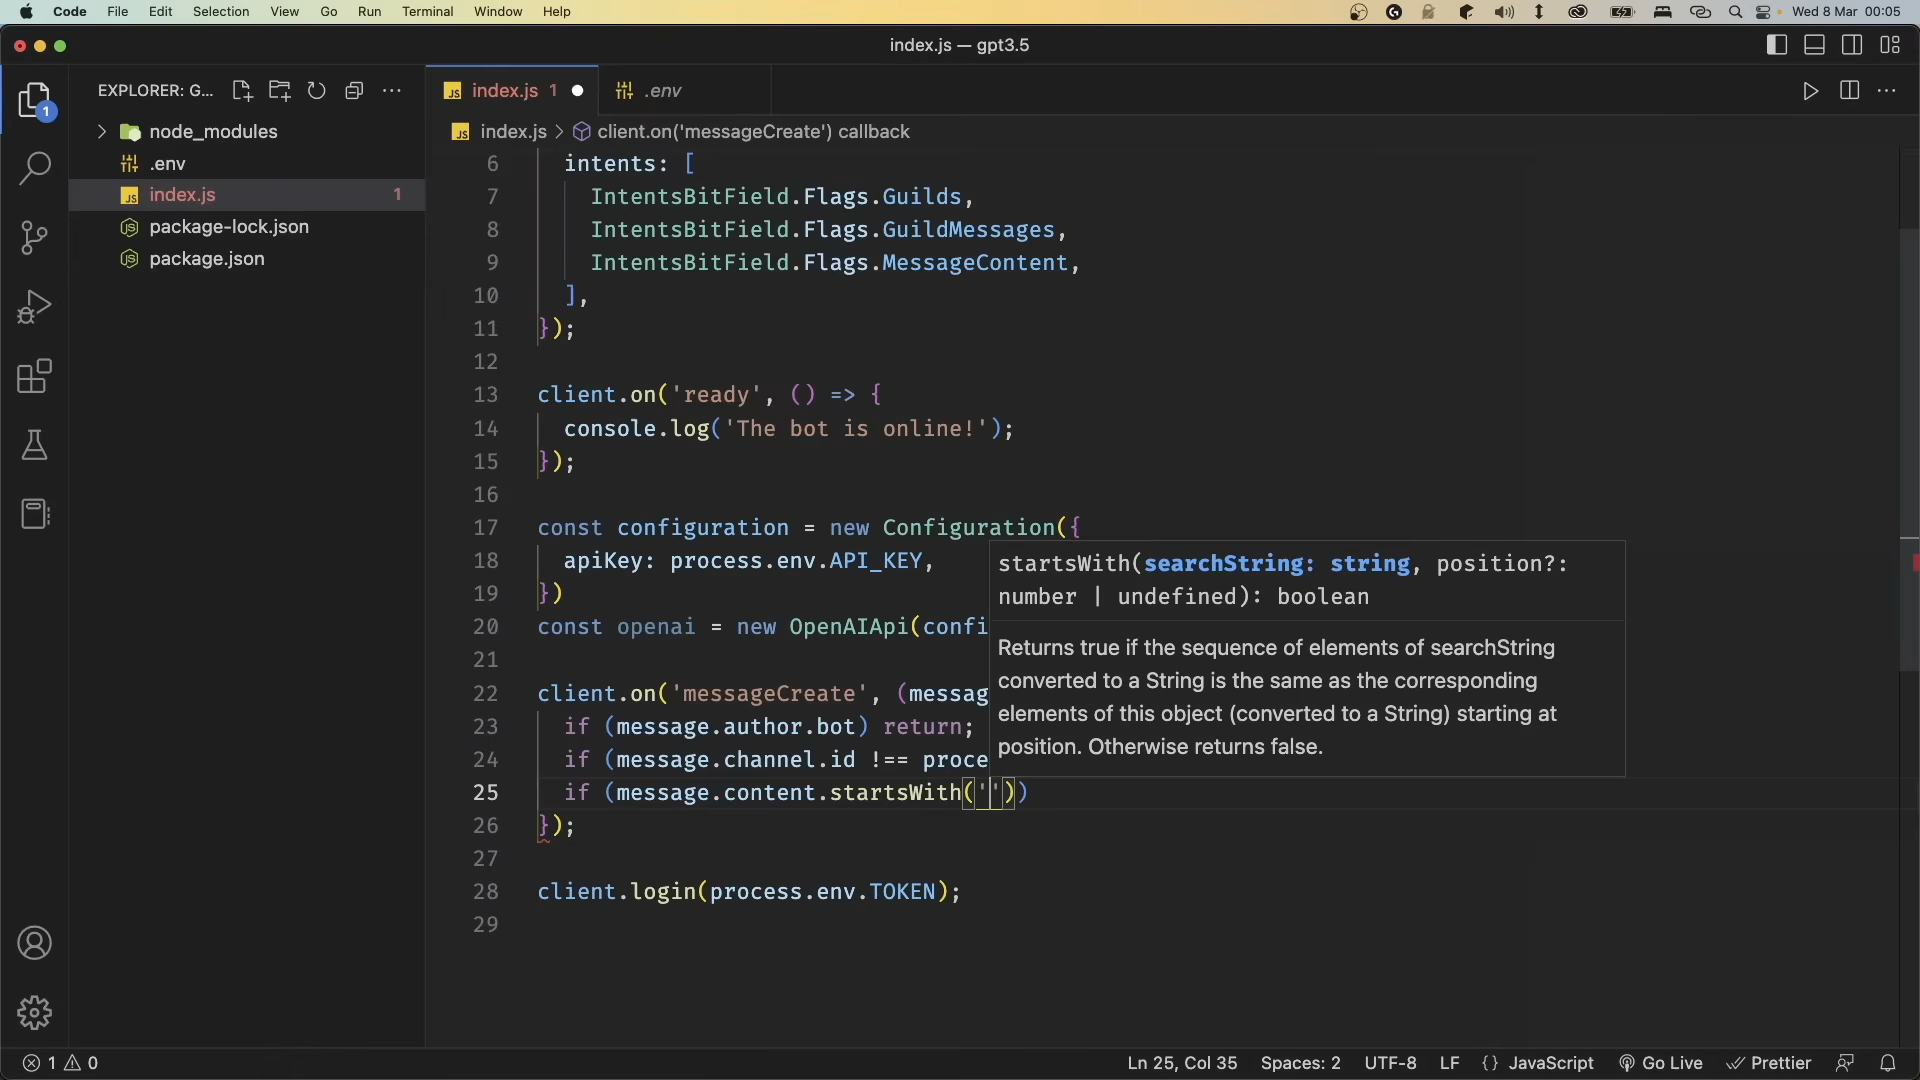 Code File Edit Selection View Go Run Terminal Window Help Wed 8 Mar 00:05
index.js — gpt3.5
EXPLORER: G...
index.js 1
.env
index.js
client.on('messageCreate') callback
node_modules
.env
index.js 1
package-lock.json
package.json
1
6 intents: [
7 IntentsBitField.Flags.Guilds,
8 IntentsBitField.Flags.GuildMessages,
9 IntentsBitField.Flags.MessageContent,
10 ],
11 });
12
13 client.on('ready', () => {
14 console.log('The bot is online!');
15 });
16
17 const configuration = new Configuration({
18 apiKey: process.env.API_KEY,
19 })
20 const openai = new OpenAIApi(confi
21
22 client.on('messageCreate', (messag
23 if (message.author.bot) return;
24 if (message.channel.id !== proce
25 if (message.content.startsWith(''))
26 });
27
28 client.login(process.env.TOKEN);
29
startsWith(searchString: string, position?:
number | undefined): boolean
Returns true if the sequence of elements of searchString
converted to a String is the same as the corresponding
elements of this object (converted to a String) starting at
position. Otherwise returns false.
1 0 Ln 25, Col 35 Spaces: 2 UTF-8 LF {} JavaScript Go Live Prettier